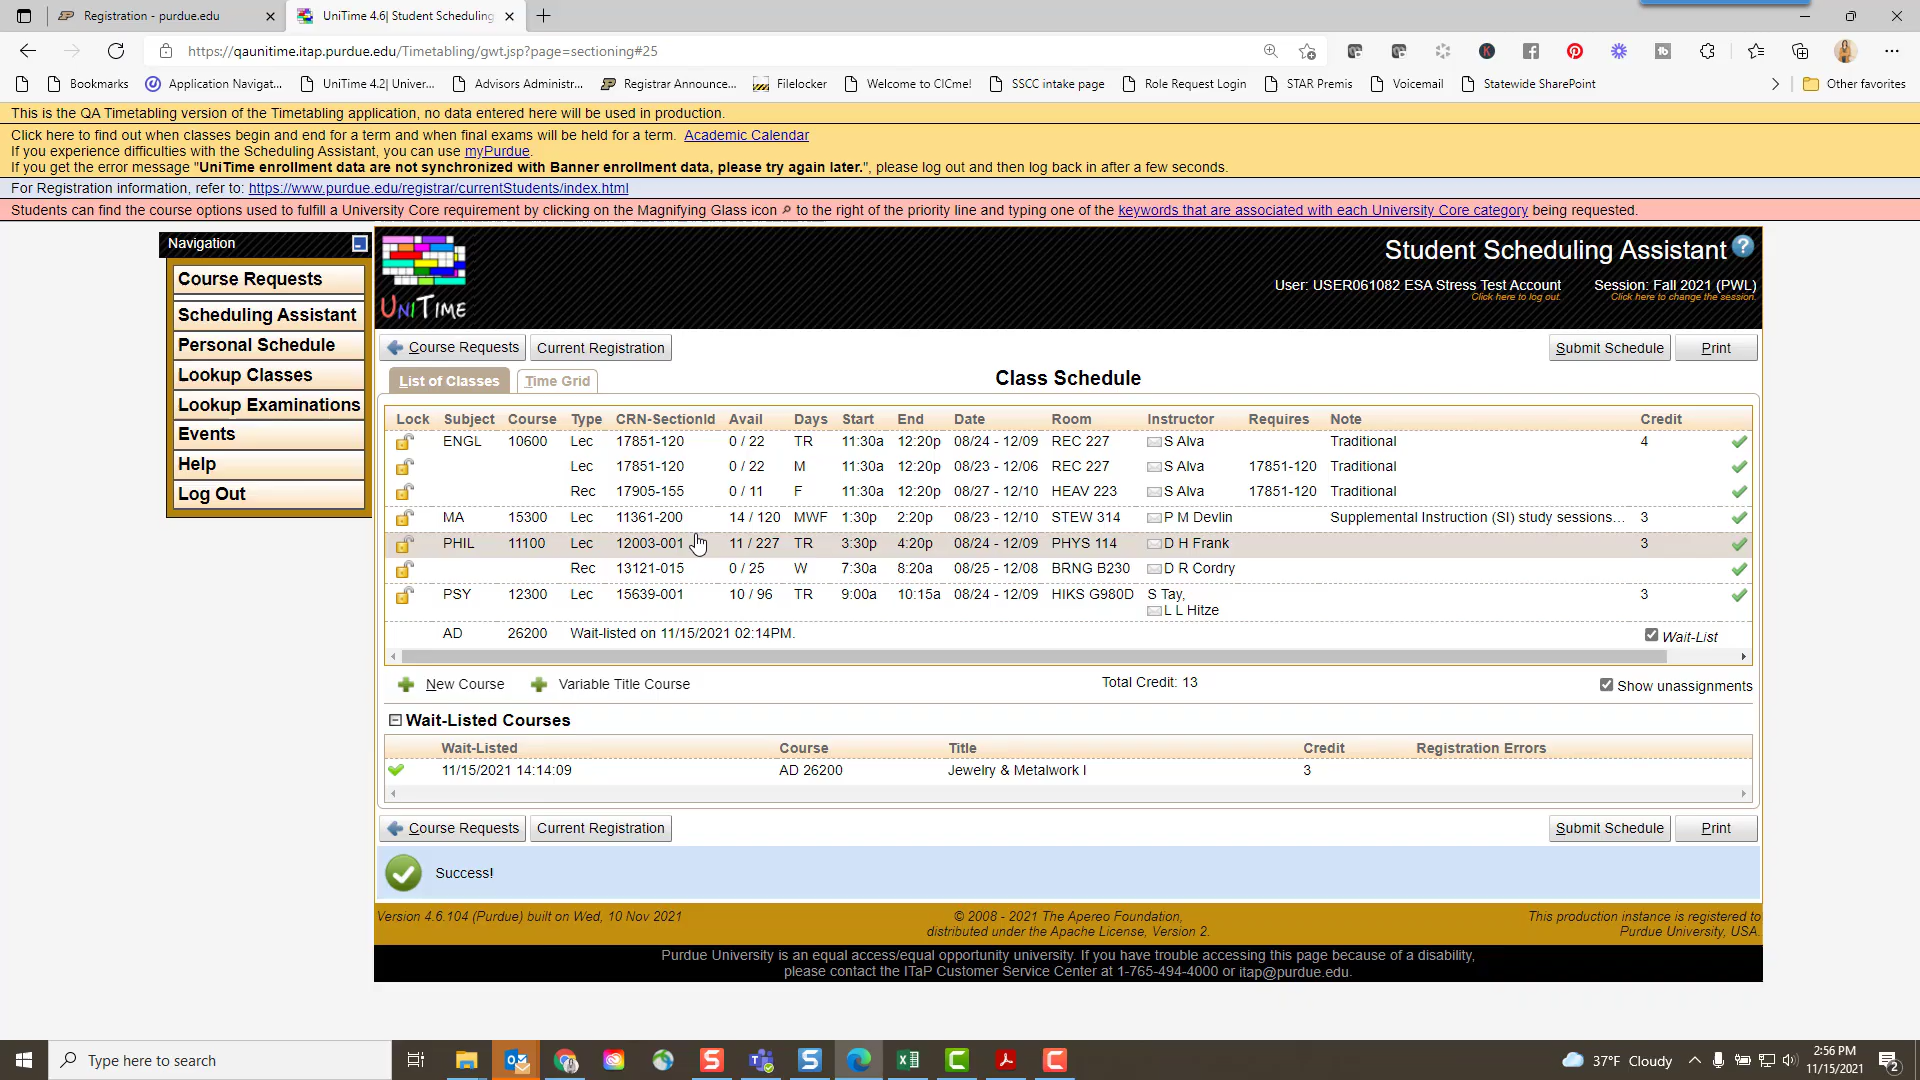 Registration - purdue.edu
UniTime 4.6| Student Scheduling
https://qaunitime.itap.purdue.edu/Timetabling/gwt.jsp?page=sectioning#25
Bookmarks Application Navigat... UniTime 4.2| Univer... Advisors Administr... Registrar Announce... Filelocker Welcome to CICme! SSCC intake page Role Request Login STAR Premis Voicemail Statewide SharePoint Other favorites
This is the QA Timetabling version of the Timetabling application, no data entered here will be used in production.
Click here to find out when classes begin and end for a term and when final exams will be held for a term. Academic Calendar
If you experience difficulties with the Scheduling Assistant, you can use myPurdue.
If you get the error message "UniTime enrollment data are not synchronized with Banner enrollment data, please try again later.", please log out and then log back in after a few seconds.
For Registration information, refer to: https://www.purdue.edu/registrar/currentStudents/index.html
Students can find the course options used to fulfill a University Core requirement by clicking on the Magnifying Glass icon to the right of the priority line and typing one of the keywords that are associated with each University Core category being requested.
Navigation
Course Requests
Scheduling Assistant
Personal Schedule
Lookup Classes
Lookup Examinations
Events
Help
Log Out
UNITIME
Student Scheduling Assistant ?
User: USER061082 ESA Stress Test Account Session: Fall 2021 (PWL)
Click here to log out. Click here to change the session.
Course Requests Current Registration Submit Schedule Print
List of Classes Time Grid Class Schedule
Lock Subject Course Type CRN-SectionId Avail Days Start End Date Room Instructor Requires Note Credit
ENGL 10600 Lec 17851-120 0 / 22 TR 11:30a 12:20p 08/24 - 12/09 REC 227 S Alva Traditional 4
Lec 17851-120 0 / 22 M 11:30a 12:20p 08/23 - 12/06 REC 227 S Alva 17851-120 Traditional
Rec 17905-155 0 / 11 F 11:30a 12:20p 08/27 - 12/10 HEAV 223 S Alva 17851-120 Traditional
MA 15300 Lec 11361-200 14 / 120 MWF 1:30p 2:20p 08/23 - 12/10 STEW 314 P M Devlin Supplemental Instruction (SI) study sessions... 3
PHIL 11100 Lec 12003-001 11 / 227 TR 3:30p 4:20p 08/24 - 12/09 PHYS 114 D H Frank 3
Rec 13121-015 0 / 25 W 7:30a 8:20a 08/25 - 12/08 BRNG B230 D R Cordry
PSY 12300 Lec 15639-001 10 / 96 TR 9:00a 10:15a 08/24 - 12/09 HIKS G980D S Tay, 3
L L Hitze
AD 26200 Wait-listed on 11/15/2021 02:14PM. Wait-List
New Course Variable Title Course Total Credit: 13 Show unassignments
Wait-Listed Courses
Wait-Listed Course Title Credit Registration Errors
11/15/2021 14:14:09 AD 26200 Jewelry & Metalwork I 3
Course Requests Current Registration Submit Schedule Print
Success!
Version 4.6.104 (Purdue) built on Wed, 10 Nov 2021 © 2008 - 2021 The Apereo Foundation, This production instance is registered to
distributed under the Apache License, Version 2. Purdue University, USA.
Purdue University is an equal access/equal opportunity university. If you have trouble accessing this page because of a disability,
please contact the ITaP Customer Service Center at 1-765-494-4000 or itap@purdue.edu.
Type here to search
37°F Cloudy
2:56 PM
11/15/2021
2